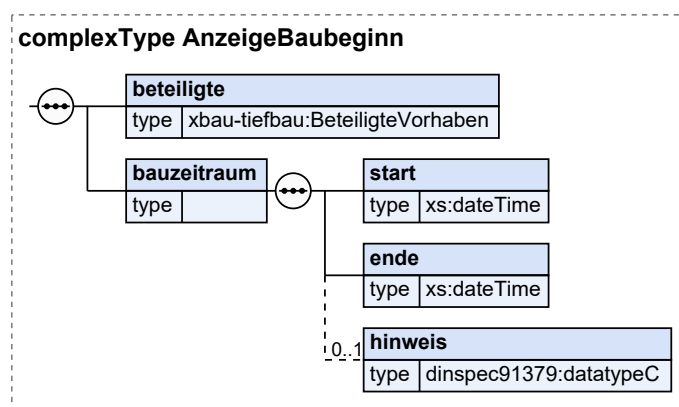 complexType AnzeigeBaubeginn
beteiligte
type xbau-tiefbau:BeteiligteVorhaben
bauzeitraum
type
start
type xs:dateTime
ende
type xs:dateTime
0..1
hinweis
type dinspec91379:datatypeC